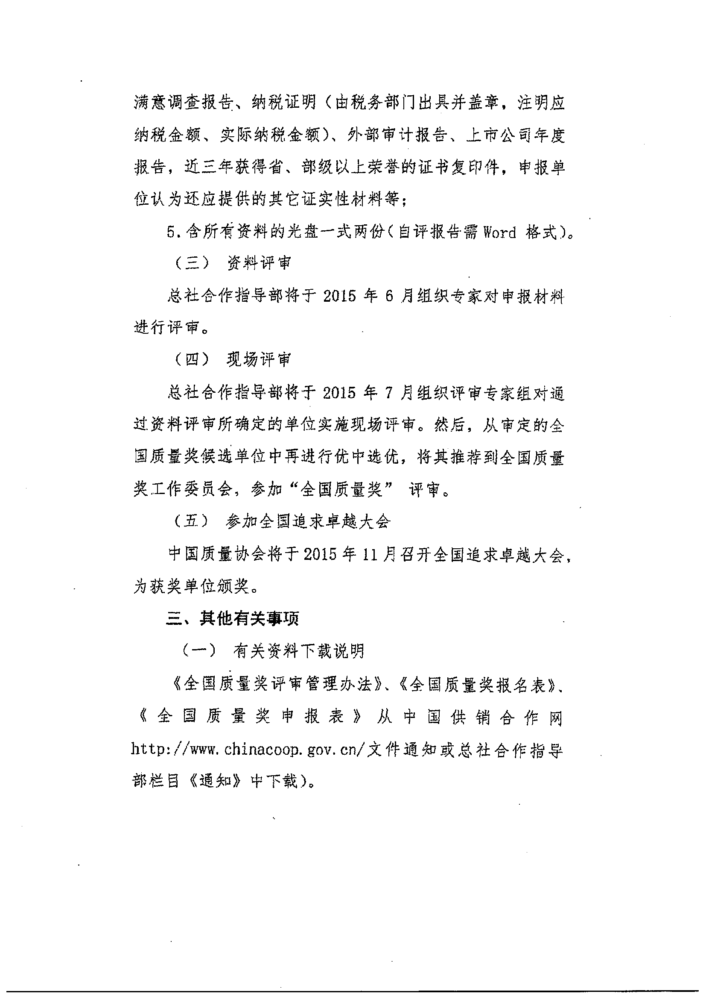 满意调查报告、纳税证明（由税务部门出具并盖章，注明应
纳税金额、实际纳税金额）、外部审计报告、上市公司年度
报告，近三年获得省、部级以上荣誉的证书复印件，申报单
位认为还应提供的其它证实性材料等；
5.含所有资料的光盘一式两份（自评报告需 Word 格式）。
（三） 资料评审
总社合作指导部将于 2015 年 6 月组织专家对申报材料
进行评审。
（四） 现场评审
总社合作指导部将于 2015 年 7 月组织评审专家组对通
过资料评审所确定的单位实施现场评审。然后，从审定的全
国质量奖候选单位中再进行优中选优，将其推荐到全国质量
奖工作委员会，参加“全国质量奖” 评审。
（五） 参加全国追求卓越大会
中国质量协会将于 2015 年 11 月召开全国追求卓越大会，
为获奖单位颁奖。
三、其他有关事项
（一） 有关资料下载说明
《全国质量奖评审管理办法》、《全国质量奖报名表》、
《全国质量奖申报表》从中国供销合作网
http://www.chinacoop.gov.cn/文件通知或总社合作指导
部栏目《通知》中下载）。